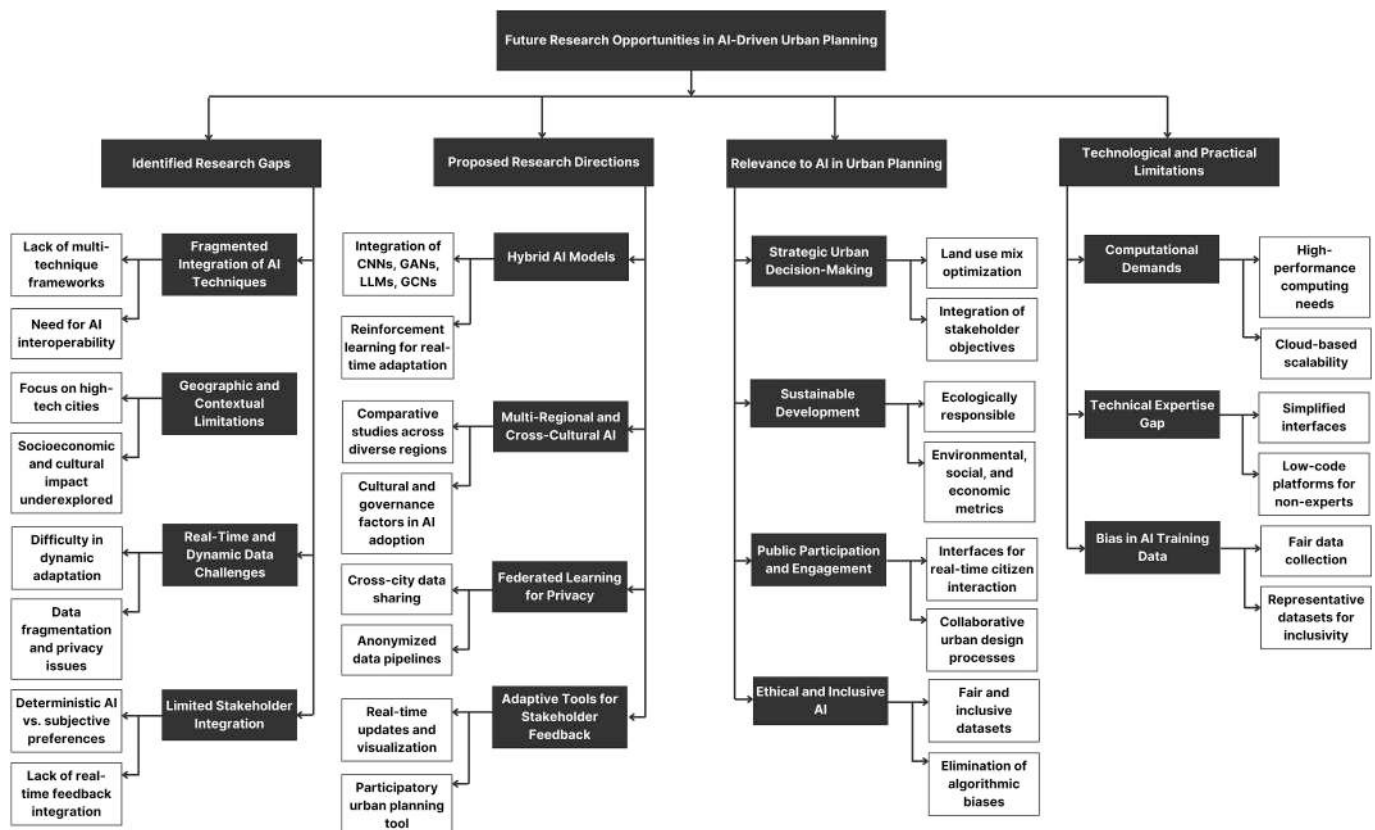 Future Research Opportunities in AI-Driven Urban Planning
Identified Research Gaps
Fragmented
Integration of AI
Techniques
Lack of multi-
technique
frameworks
Need for AI
interoperability
Geographic and
Contextual
Limitations
Focus on high-
tech cities
Socioeconomic
and cultural
impact
underexplored
Real-Time and
Dynamic Data
Challenges
Difficulty in
dynamic
adaptation
Data
fragmentation
and privacy
issues
Limited Stakeholder
Integration
Deterministic AI
vs. subjective
preferences
Lack of real-
time feedback
integration
Proposed Research Directions
Hybrid AI Models
Integration of
CNNs, GANs,
LLMs, GCNs
Reinforcement
learning for real-
time adaptation
Multi-Regional and
Cross-Cultural AI
Comparative
studies across
diverse regions
Cultural and
governance
factors in AI
adoption
Federated Learning
for Privacy
Cross-city data
sharing
Anonymized
data pipelines
Adaptive Tools for
Stakeholder
Feedback
Real-time
updates and
visualization
Participatory
urban planning
tool
Relevance to AI in Urban Planning
Strategic Urban
Decision-Making
Land use mix
optimization
Integration of
stakeholder
objectives
Sustainable
Development
Ecologically
responsible
Environmental,
social, and
economic
metrics
Public Participation
and Engagement
Interfaces for
real-time citizen
interaction
Collaborative
urban design
processes
Ethical and Inclusive
AI
Fair and
inclusive
datasets
Elimination of
algorithmic
biases
Technological and Practical
Limitations
Computational
Demands
High-
performance
computing
needs
Cloud-based
scalability
Technical Expertise
Gap
Simplified
interfaces
Low-code
platforms for
non-experts
Bias in AI Training
Data
Fair data
collection
Representative
datasets for
inclusivity